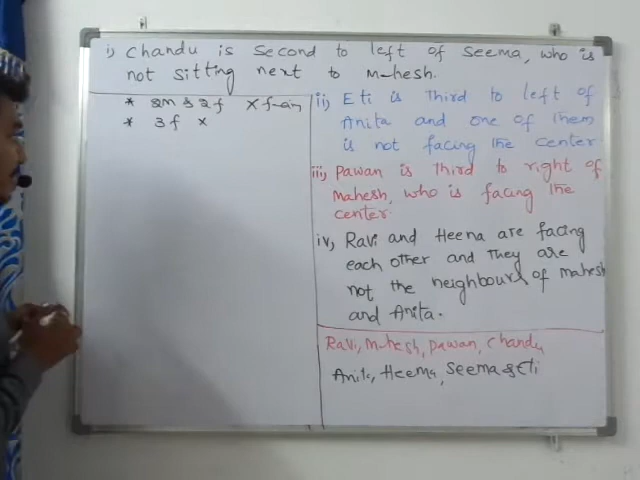 i) Chandu is second to left of Seema, who is
not sitting next to Mahesh.
* 2m & 2f X f-an
* 3f x
ii) Eti is Third to left of
Anita and one of them
is not facing the center
iii) Pawan is third to right of
Mahesh, who is facing the
center.
iv) Ravi and Heena are facing
each other and they are
not the neighbours of mahesh
and Anita.
Ravi, Mahesh, Pawan, Chandu
Anita, Heema, Seema & Eti